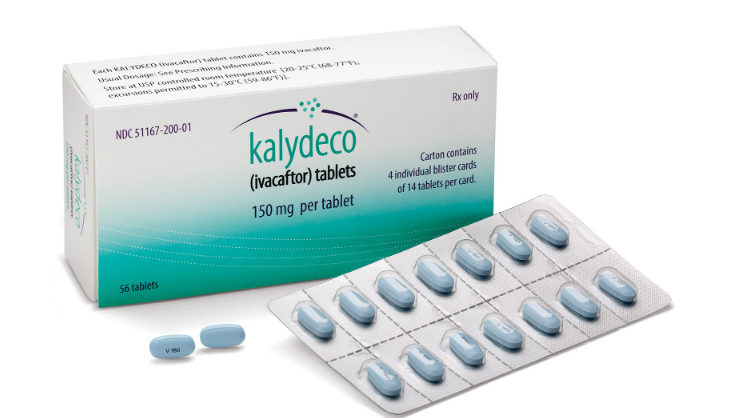 Each KALYDECO (ivacaftor) tablet contains 150 mg ivacaftor.
Usual Dosage: See Prescribing Information.
Store at USP controlled room temperature [20-25°C (68-77°F);
excursions permitted to 15-30°C (59-86°F)].
NDC 51167-200-01
Rx only
kalydeco®
(ivacaftor) tablets
150 mg per tablet
Carton contains
4 individual blister cards
of 14 tablets per card.
56 tablets
kalydeco
(ivacaftor) tablets
V 150